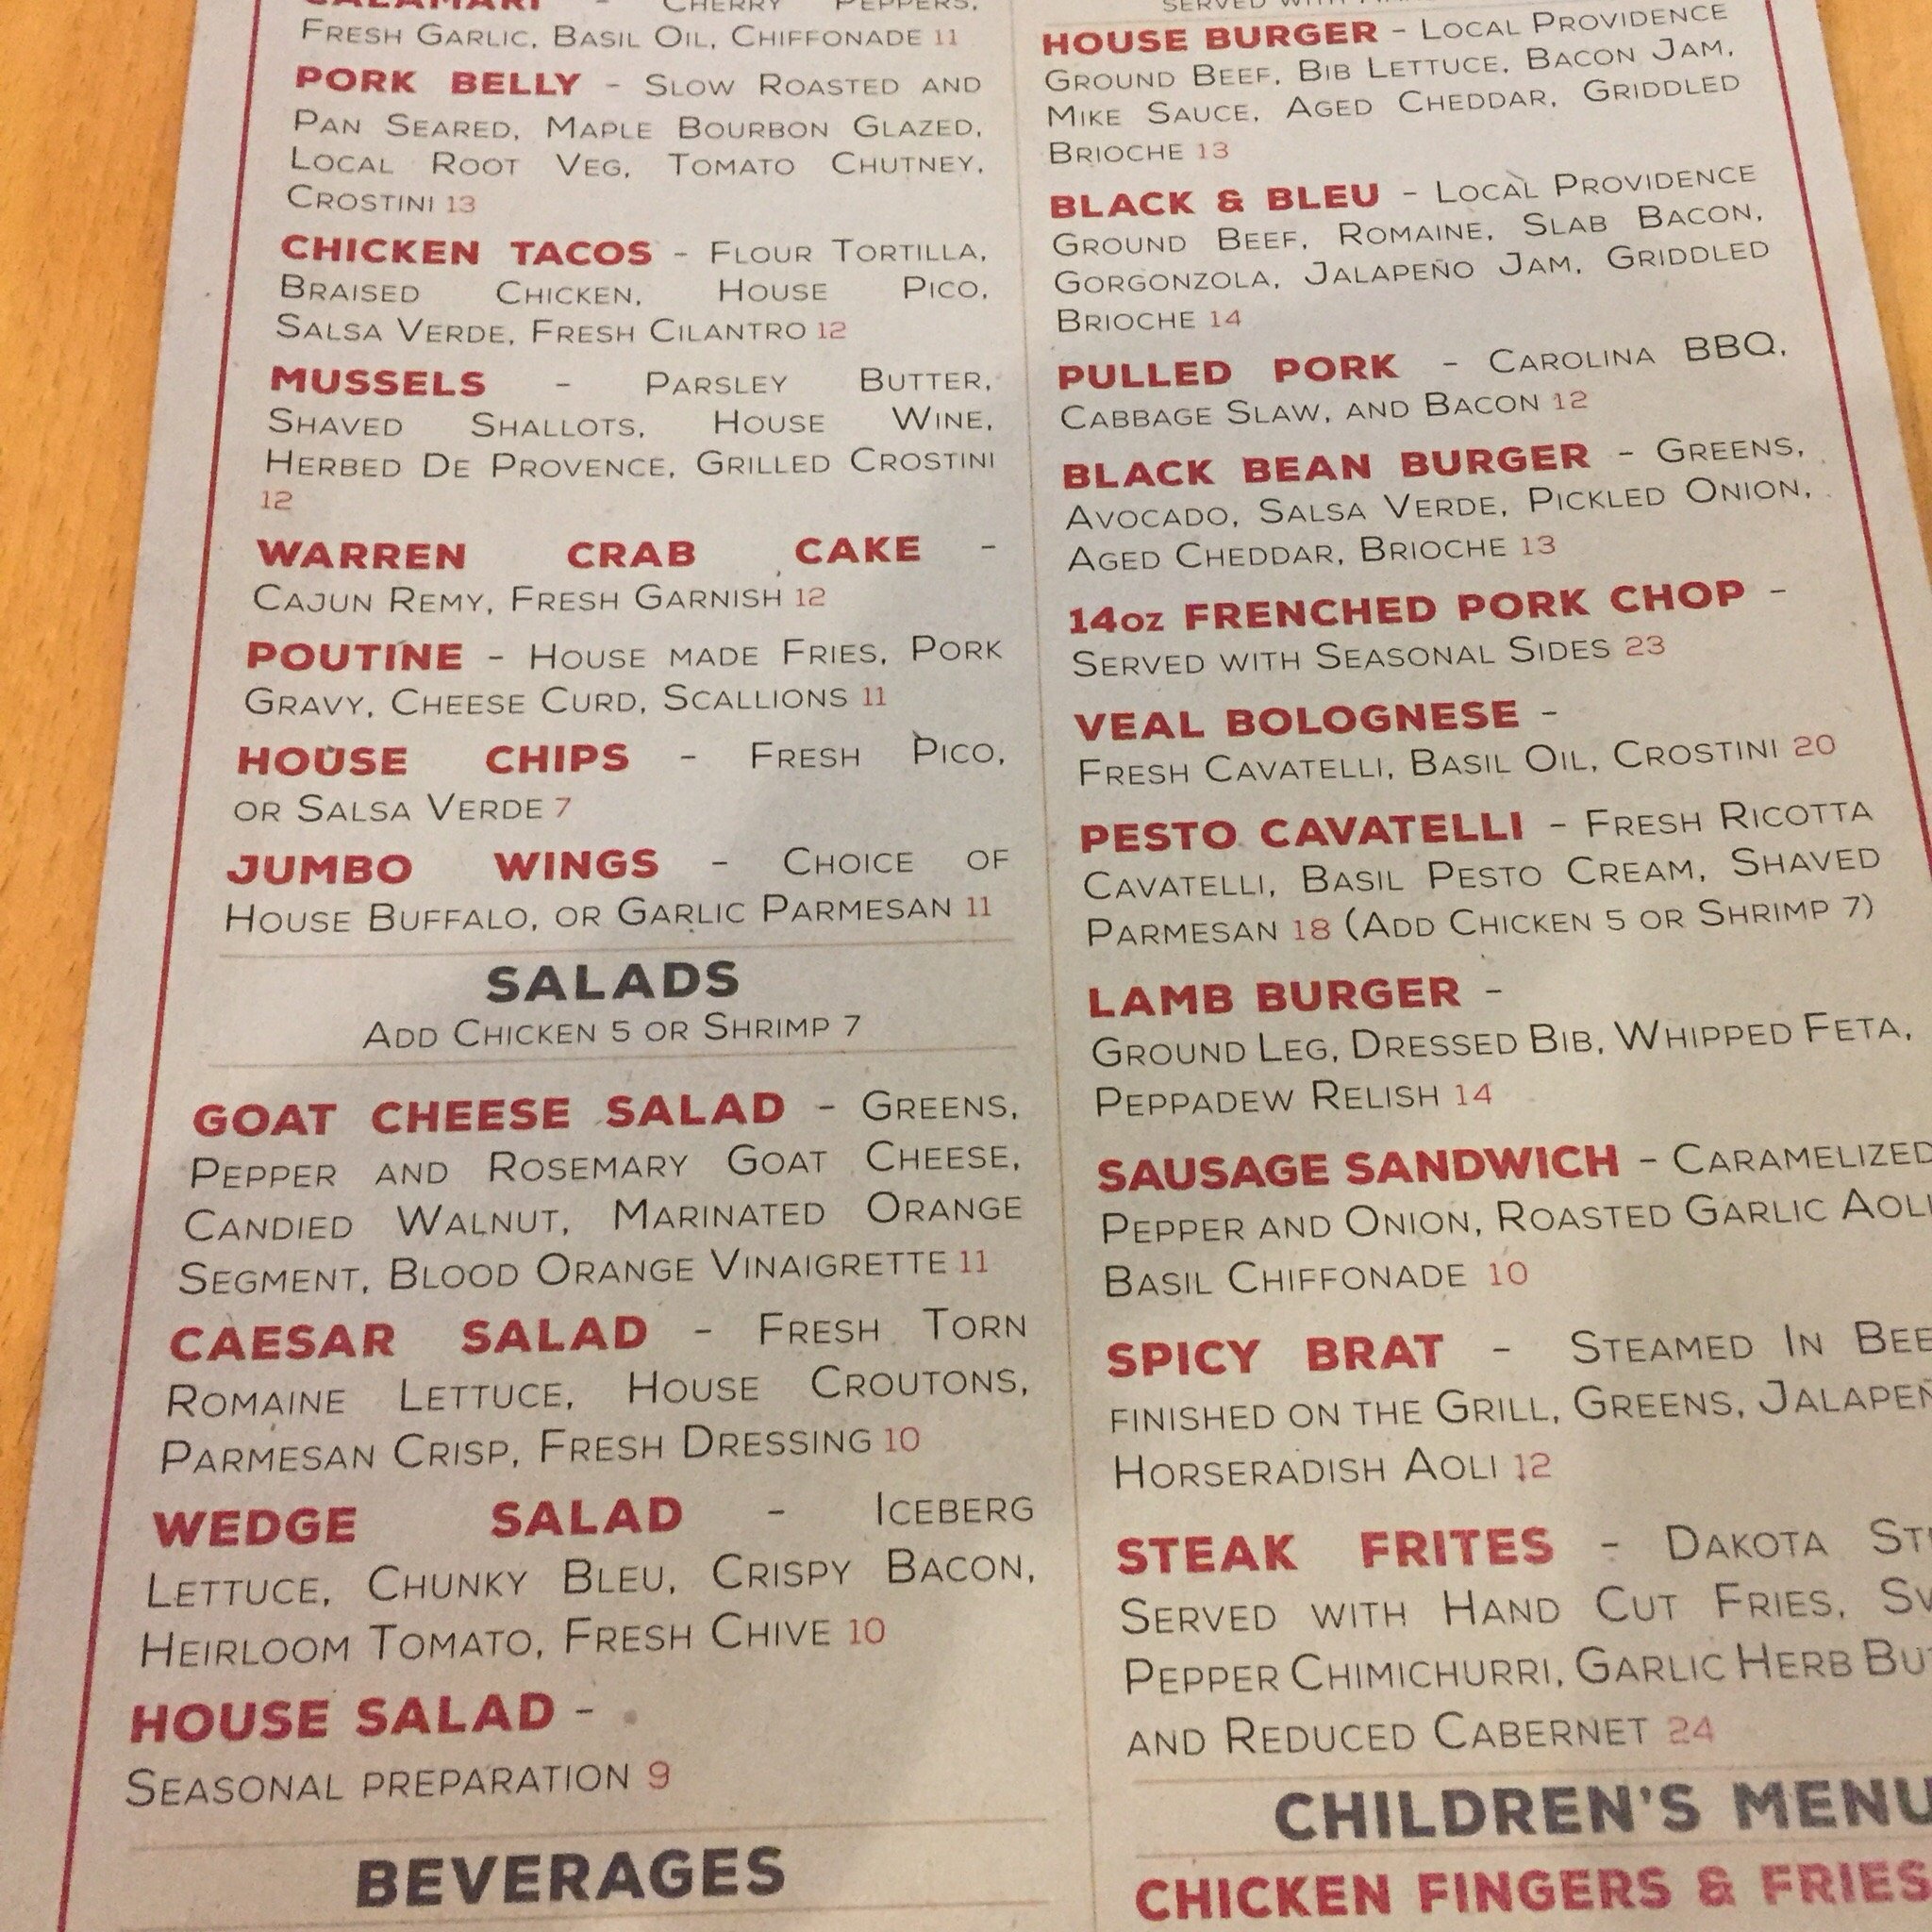 CALAMARI - CHERRY PEPPERS,
FRESH GARLIC, BASIL OIL, CHIFFONADE 11
PORK BELLY - SLOW ROASTED AND
PAN SEARED, MAPLE BOURBON GLAZED,
LOCAL ROOT VEG, TOMATO CHUTNEY,
CROSTINI 13
CHICKEN TACOS - FLOUR TORTILLA,
BRAISED CHICKEN, HOUSE PICO,
SALSA VERDE, FRESH CILANTRO 12
MUSSELS - PARSLEY BUTTER,
SHAVED SHALLOTS, HOUSE WINE,
HERBED DE PROVENCE, GRILLED CROSTINI
12
WARREN CRAB CAKE -
CAJUN REMY, FRESH GARNISH 12
POUTINE - HOUSE MADE FRIES, PORK
GRAVY, CHEESE CURD, SCALLIONS 11
HOUSE CHIPS - FRESH PICO,
OR SALSA VERDE 7
JUMBO WINGS - CHOICE OF
HOUSE BUFFALO, OR GARLIC PARMESAN 11
SALADS
ADD CHICKEN 5 OR SHRIMP 7
GOAT CHEESE SALAD - GREENS,
PEPPER AND ROSEMARY GOAT CHEESE,
CANDIED WALNUT, MARINATED ORANGE
SEGMENT, BLOOD ORANGE VINAIGRETTE 11
CAESAR SALAD - FRESH TORN
ROMAINE LETTUCE, HOUSE CROUTONS,
PARMESAN CRISP, FRESH DRESSING 10
WEDGE SALAD - ICEBERG
LETTUCE, CHUNKY BLEU, CRISPY BACON,
HEIRLOOM TOMATO, FRESH CHIVE 10
HOUSE SALAD -
SEASONAL PREPARATION 9
BEVERAGES
SERVED WITH
HOUSE BURGER - LOCAL PROVIDENCE
GROUND BEEF, BIB LETTUCE, BACON JAM,
MIKE SAUCE, AGED CHEDDAR, GRIDDLED
BRIOCHE 13
BLACK & BLEU - LOCAL PROVIDENCE
GROUND BEEF, ROMAINE, SLAB BACON,
GORGONZOLA, JALAPEÑO JAM, GRIDDLED
BRIOCHE 14
PULLED PORK - CAROLINA BBQ,
CABBAGE SLAW, AND BACON 12
BLACK BEAN BURGER - GREENS,
AVOCADO, SALSA VERDE, PICKLED ONION,
AGED CHEDDAR, BRIOCHE 13
14oz FRENCHED PORK CHOP -
SERVED WITH SEASONAL SIDES 23
VEAL BOLOGNESE -
FRESH CAVATELLI, BASIL OIL, CROSTINI 20
PESTO CAVATELLI - FRESH RICOTTA
CAVATELLI, BASIL PESTO CREAM, SHAVED
PARMESAN 18 (ADD CHICKEN 5 OR SHRIMP 7)
LAMB BURGER -
GROUND LEG, DRESSED BIB, WHIPPED FETA,
PEPPADEW RELISH 14
SAUSAGE SANDWICH - CARAMELIZED
PEPPER AND ONION, ROASTED GARLIC AOLI
BASIL CHIFFONADE 10
SPICY BRAT - STEAMED IN BEE
FINISHED ON THE GRILL, GREENS, JALAPEÑ
HORSERADISH AOLI 12
STEAK FRITES - DAKOTA
SERVED WITH HAND CUT FRIES,
PEPPER CHIMICHURRI, GARLIC HERB
AND REDUCED CABERNET 24
CHILDREN'S MENU
CHICKEN FINGERS & FRIES